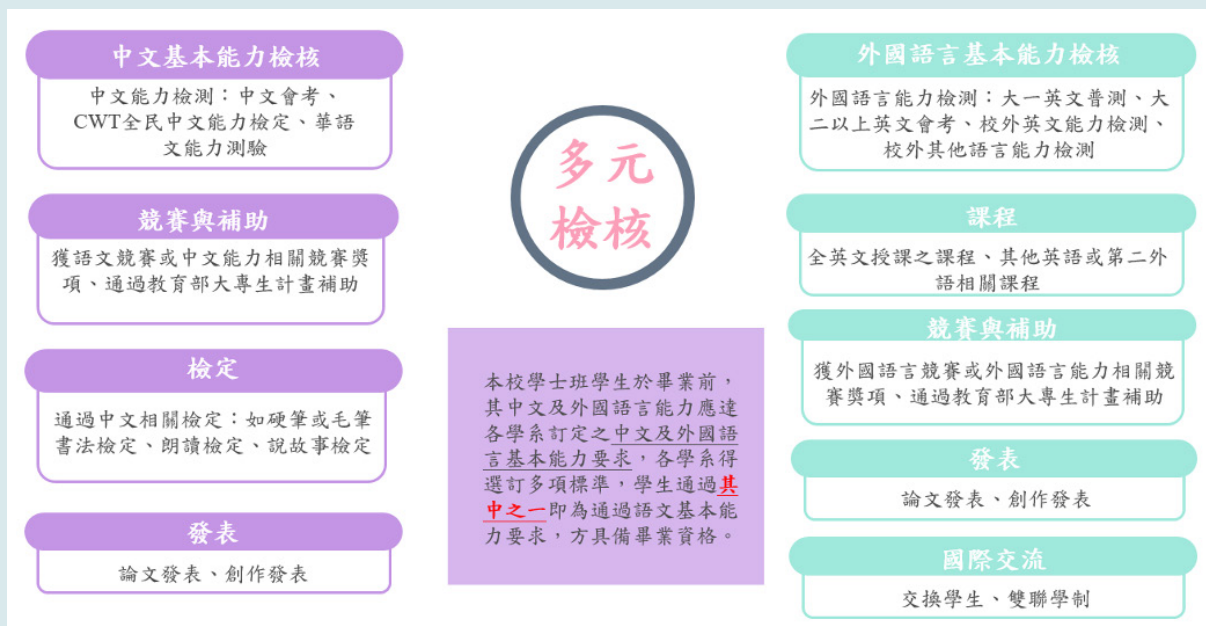 中文基本能力檢核
中文能力檢測：中文會考、
CWT全民中文能力檢定、華語
文能力測驗
競賽與補助
獲語文競賽或中文能力相關競賽獎
項、通過教育部大專生計畫補助
檢定
通過中文相關檢定：如硬筆或毛筆
書法檢定、朗讀檢定、說故事檢定
發表
論文發表、創作發表
多元
檢核
本校學士班學生於畢業前，
其中文及外國語言能力應達
各學系訂定之中文及外國語
言基本能力要求，各學系得
選訂多項標準，學生通過其
中之一即為通過語文基本能
力要求，方具備畢業資格。
外國語言基本能力檢核
外國語言能力檢測：大一英文普測、大
二以上英文會考、校外英文能力檢測、
校外其他語言能力檢測
課程
全英文授課之課程、其他英語或第二外
語相關課程
競賽與補助
獲外國語言競賽或外國語言能力相關競
賽獎項、通過教育部大專生計畫補助
發表
論文發表、創作發表
國際交流
交換學生、雙聯學制